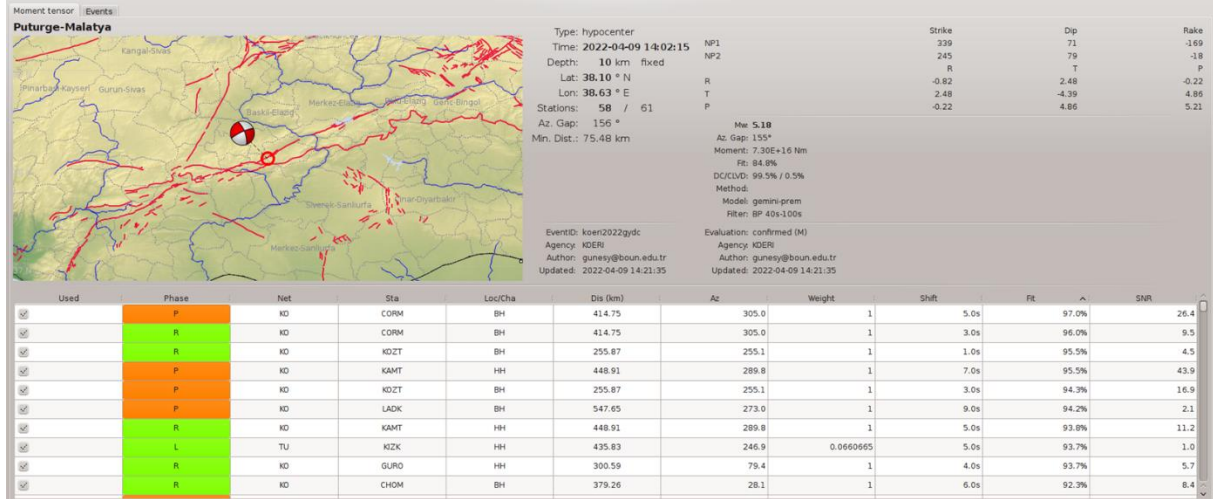 Moment tensor Events
Puturge-Malatya
Kangal-Sivas
Gurun-Sivas
Merkez-Elazig
Baskil-Elazig
Siverek-Sanliurfa
Merkez-Sanliurfa
Type: hypocenter
Time: 2022-04-09 14:02:15
Depth: 10 km fixed
Lat: 38.10 ° N
Lon: 38.63 ° E
Stations: 58 / 61
Az. Gap: 156 °
Min. Dist.: 75.48 km
Strike Dip Rake
NP1 339 71 -169
NP2 245 79 -18
R T P
R -0.82 2.48 -0.22
T 2.48 -4.39 4.86
P -0.22 4.86 5.21
Mw: 5.18
Az. Gap: 155°
Moment: 7.30E+16 Nm
Fit: 84.8%
DC/CLVD: 99.5% / 0.5%
Method:
Model: gemini-prem
Filter: BP 40s-100s
EventID: koeri2022gydc
Agency: KOERI
Author: gunesy@boun.edu.tr
Updated: 2022-04-09 14:21:35
Evaluation: confirmed (M)
Agency: KOERI
Author: gunesy@boun.edu.tr
Updated: 2022-04-09 14:21:35
Used Phase Net Sta Loc/Cha Dis (km) Az Weight Shift Fit SNR
P KO CORM BH 414.75 305.0 1 5.0s 97.0% 26.4
R KO CORM BH 414.75 305.0 1 3.0s 96.0% 9.5
R KO KOZT BH 255.87 255.1 1 1.0s 95.5% 4.5
P KO KAMT HH 448.91 289.8 1 7.0s 95.5% 43.9
P KO KOZT BH 255.87 255.1 1 3.0s 94.3% 16.9
P KO LADK BH 547.65 273.0 1 9.0s 94.2% 2.1
R KO KAMT HH 448.91 289.8 1 5.0s 93.8% 11.2
L TU KIZK HH 435.83 246.9 0.0660665 5.0s 93.7% 1.0
R KO GURO HH 300.59 79.4 1 4.0s 93.7% 5.7
R KO CHOM BH 379.26 28.1 1 6.0s 92.3% 8.4